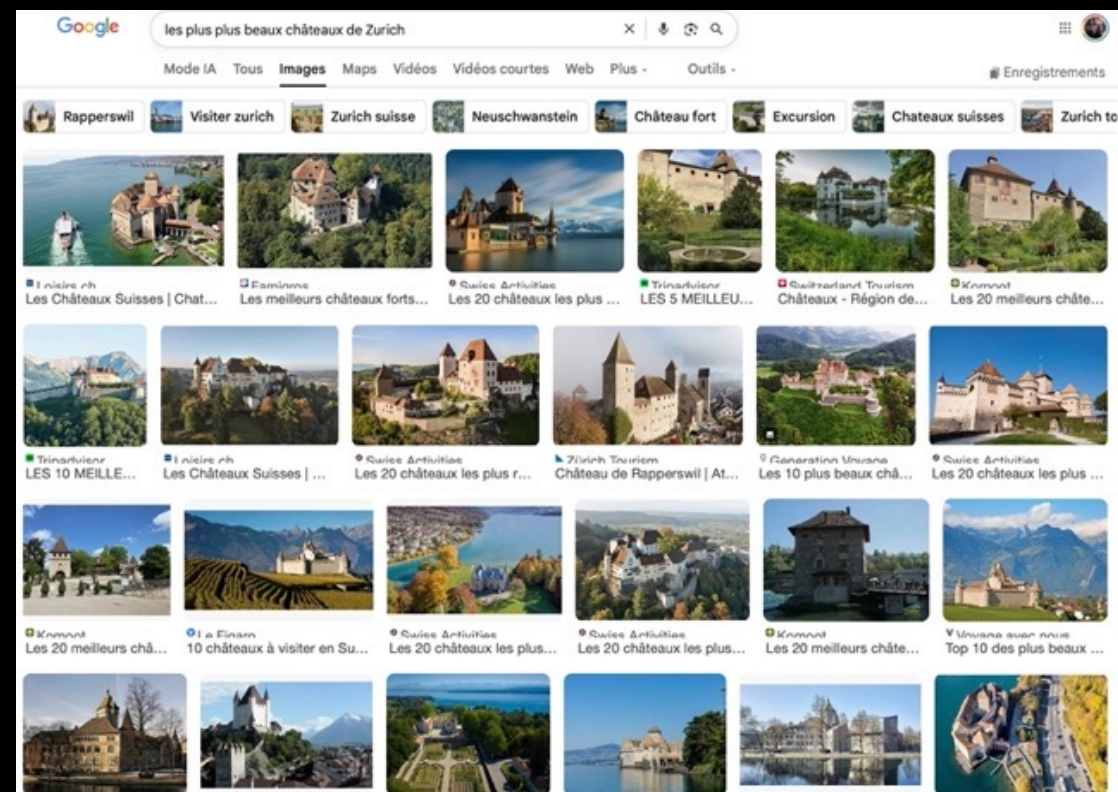 Google
les plus plus beaux châteaux de Zurich
Mode IA Tous Images Maps Vidéos Vidéos courtes Web Plus Outils
Enregistrements
Rapperswil Visiter zurich Zurich suisse Neuschwanstein Château fort Excursion Chateaux suisses Zurich to
Loisirs.ch Famigros Swiss Activities Tripadvisor Switzerland Tourism Komoot
Les Châteaux Suisses | Chat... Les meilleurs châteaux forts... Les 20 châteaux les plus ... LES 5 MEILLEU... Châteaux - Région de... Les 20 meilleurs châte...
Tripadvisor Loisirs.ch Swiss Activities Zürich Tourism Generation Voyage Swiss Activities
LES 10 MEILLE... Les Châteaux Suisses | ... Les 20 châteaux les plus r... Château de Rapperswil | At... Les 10 plus beaux châ... Les 20 châteaux les plus ...
Komoot Le Figaro Swiss Activities Swiss Activities Komoot Voyage avec nous
Les 20 meilleurs châ... 10 châteaux à visiter en Su... Les 20 châteaux les plus... Les 20 châteaux les plus... Les 20 meilleurs châte... Top 10 des plus beaux ...